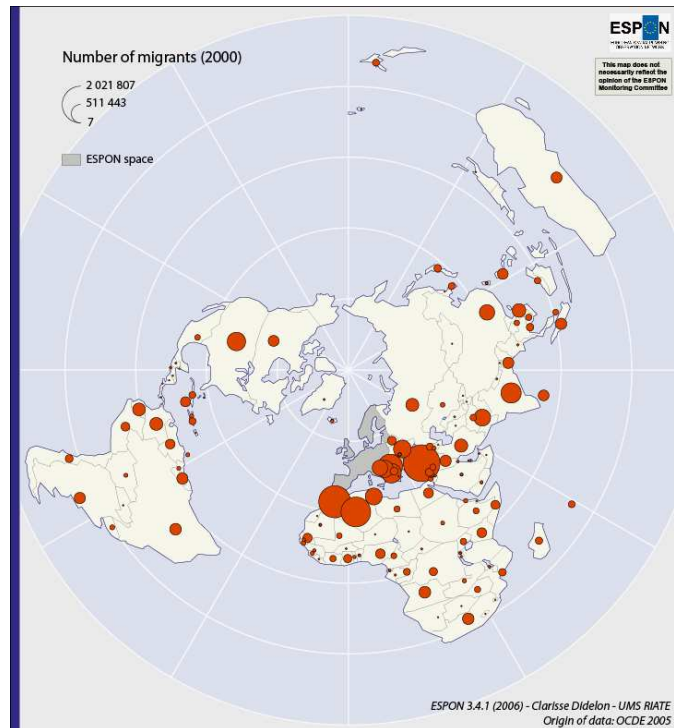 Number of migrants (2000)
2 021 807
511 443
7
ESPON space
ESPON
This map does not
necessarily reflect the
opinion of the ESPON
Monitoring Committee
ESPON 3.4.1 (2006) - Clarisse Didelon - UMS RIATE
Origin of data: OCDE 2005